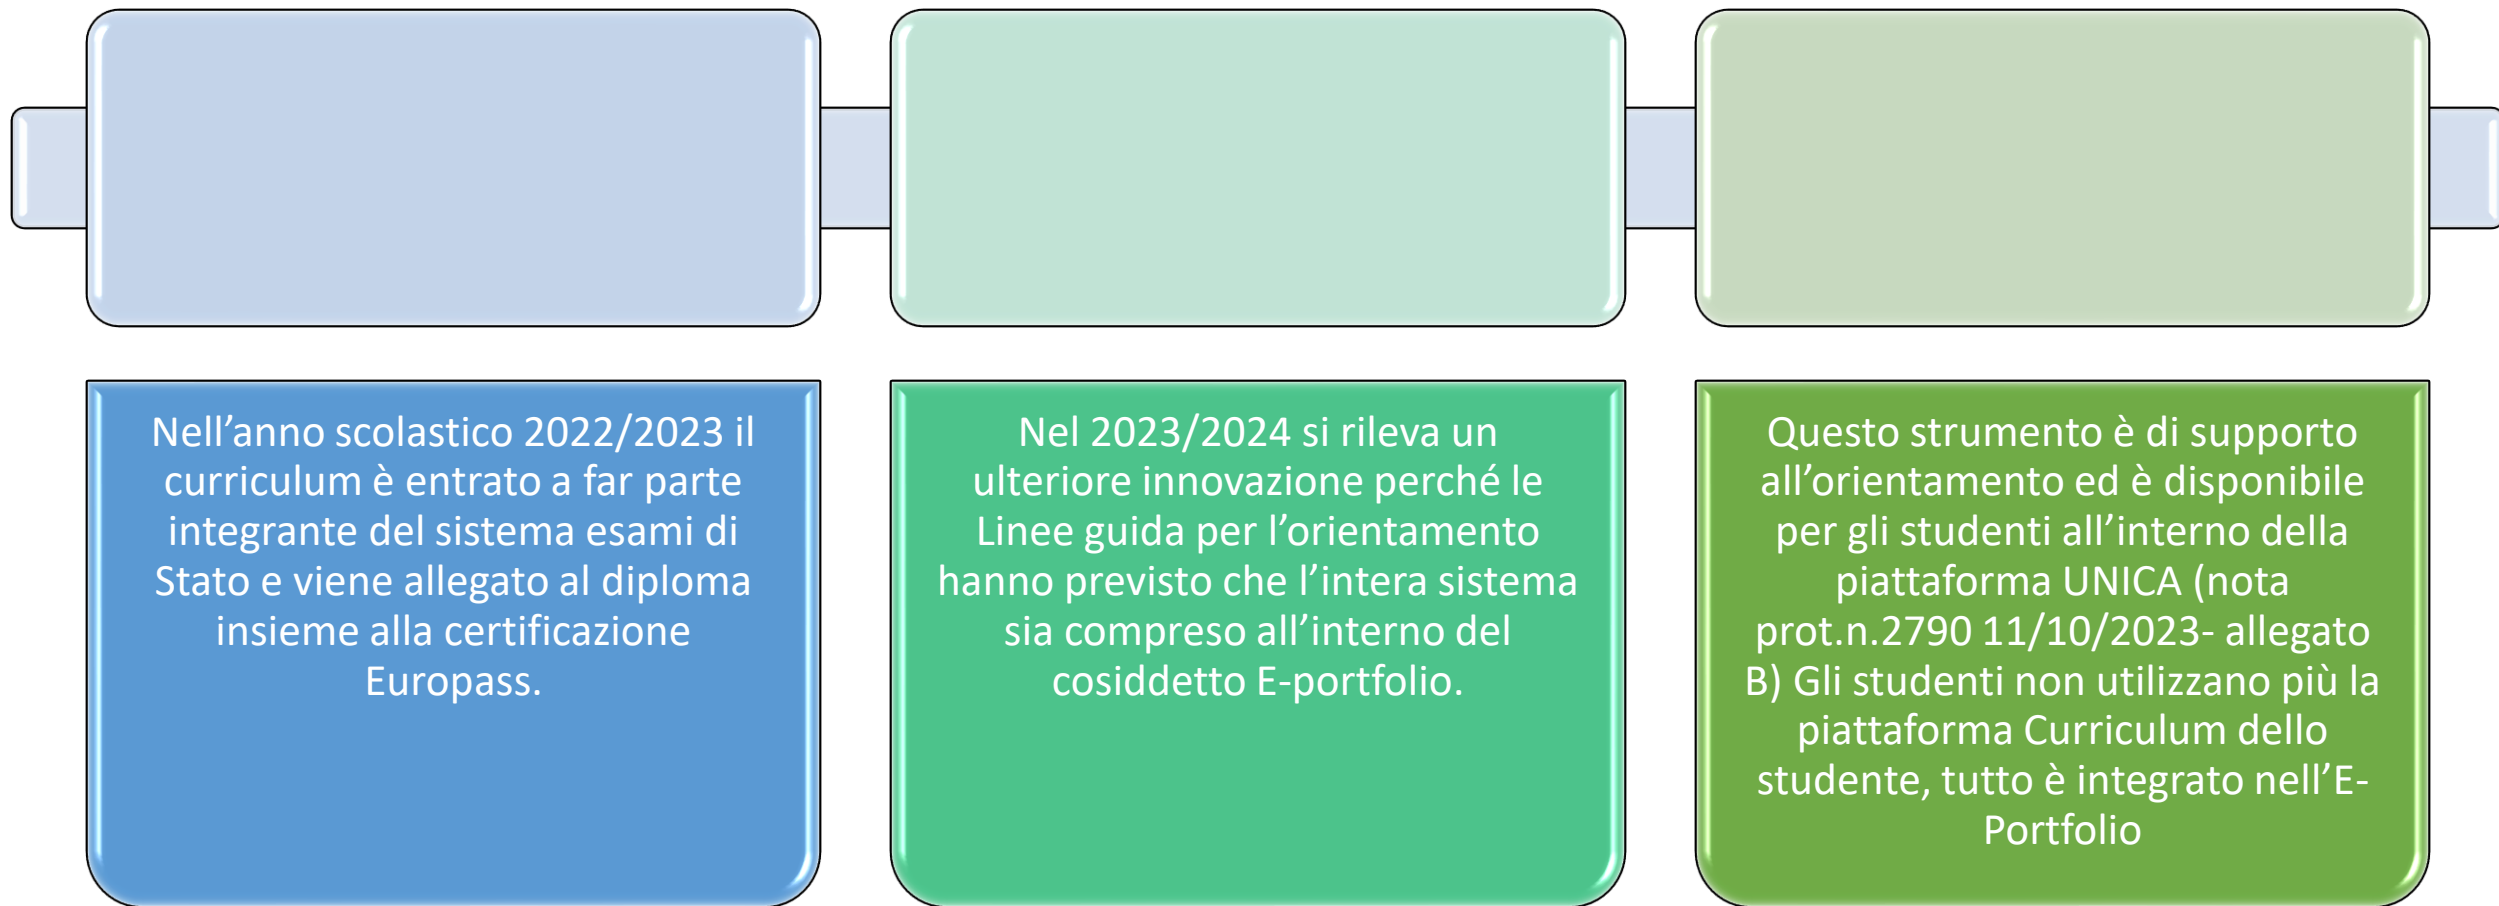 Nell’anno scolastico 2022/2023 il
curriculum è entrato a far parte
integrante del sistema esami di
Stato e viene allegato al diploma
insieme alla certificazione
Europass.
Nel 2023/2024 si rileva un
ulteriore innovazione perché le
Linee guida per l’orientamento
hanno previsto che l’intera sistema
sia compreso all’interno del
cosiddetto E-portfolio.
Questo strumento è di supporto
all’orientamento ed è disponibile
per gli studenti all’interno della
piattaforma UNICA (nota
prot.n.2790 11/10/2023- allegato
B) Gli studenti non utilizzano più la
piattaforma Curriculum dello
studente, tutto è integrato nell’E-
Portfolio